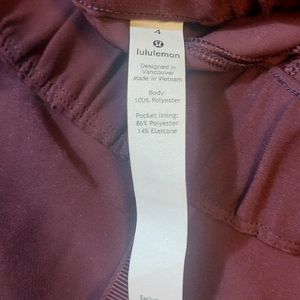 4
lululemon
Designed in
Vancouver
Made in Vietnam
Body:
100% Polyester
Pocket lining:
86% Polyester
14% Elastane